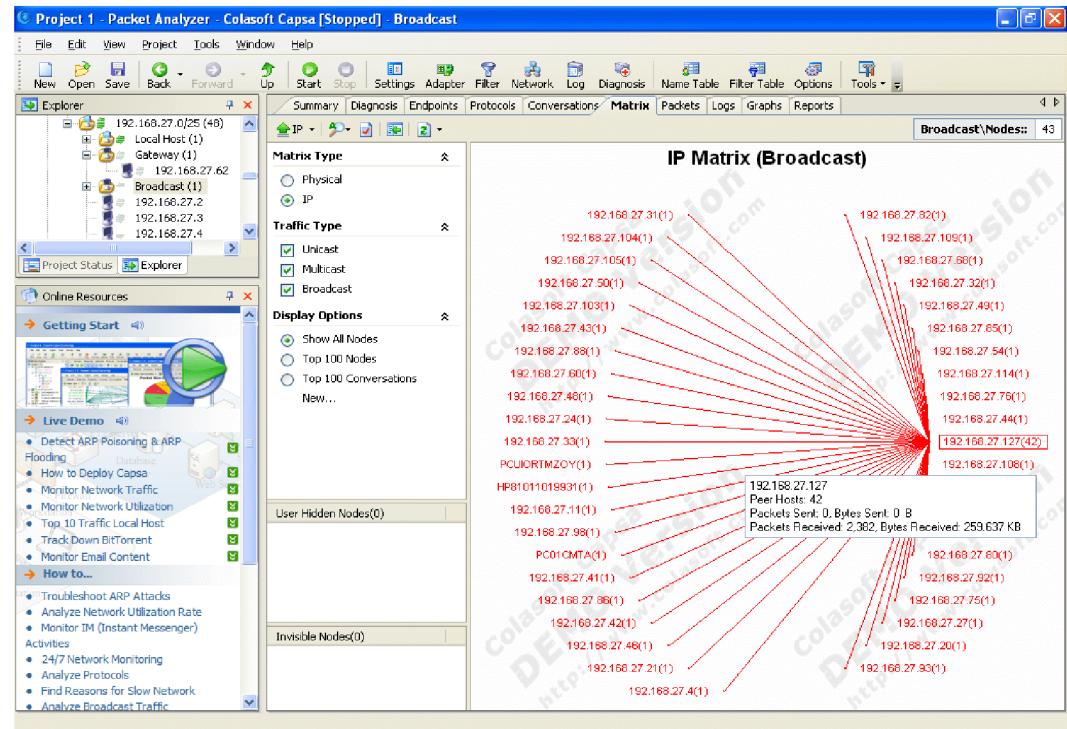 Project 1 - Packet Analyzer - Colasoft Capsa [Stopped] - Broadcast
File Edit View Project Tools Window Help
New Open Save Back Forward Up Start Stop Settings Adapter Filter Network Log Diagnosis Name Table Filter Table Options Tools
Explorer
192.168.27.0/25 (48)
Local Host (1)
Gateway (1)
192.168.27.62
Broadcast (1)
192.168.27.2
192.168.27.3
192.168.27.4
Project Status Explorer
Online Resources
Getting Start
Live Demo
Detect ARP Poisoning & ARP
Flooding
How to Deploy Capsa
Monitor Network Traffic
Monitor Network Utilization
Top 10 Traffic Local Host
Track Down BitTorrent
Monitor Email Content
How to...
Troubleshoot ARP Attacks
Analyze Network Utilization Rate
Monitor IM (Instant Messenger)
Activities
24/7 Network Monitoring
Analyze Protocols
Find Reasons for Slow Network
Analyze Broadcast Traffic
Summary Diagnosis Endpoints Protocols Conversations Matrix Packets Logs Graphs Reports
IP
Broadcast\Nodes:: 43
Matrix Type
Physical
IP
Traffic Type
Unicast
Multicast
Broadcast
Display Options
Show All Nodes
Top 100 Nodes
Top 100 Conversations
New...
User Hidden Nodes(0)
Invisible Nodes(0)
IP Matrix (Broadcast)
192.168.27.31(1) 192.168.27.82(1)
192.168.27.104(1) 192.168.27.109(1)
192.168.27.105(1) 192.168.27.68(1)
192.168.27.50(1) 192.168.27.32(1)
192.168.27.103(1) 192.168.27.49(1)
192.168.27.43(1) 192.168.27.65(1)
192.168.27.88(1) 192.168.27.54(1)
192.168.27.60(1) 192.168.27.114(1)
192.168.27.48(1) 192.168.27.76(1)
192.168.27.24(1) 192.168.27.44(1)
192.168.27.33(1) 192.168.27.127(42)
PCUIORTMZOY(1) 192.168.27.108(1)
HP81011019931(1)
192.168.27.127
Peer Hosts: 42
Packets Sent: 0, Bytes Sent: 0 B
Packets Received: 2,382, Bytes Received: 259.637 KB
192.168.27.11(1)
192.168.27.98(1)
PC01CMTA(1) 192.168.27.80(1)
192.168.27.41(1) 192.168.27.92(1)
192.168.27.86(1) 192.168.27.75(1)
192.168.27.42(1) 192.168.27.27(1)
192.168.27.46(1) 192.168.27.20(1)
192.168.27.21(1) 192.168.27.93(1)
192.168.27.4(1)
Colasoft Capsa
DEMO Version
http://www.colasoft.com